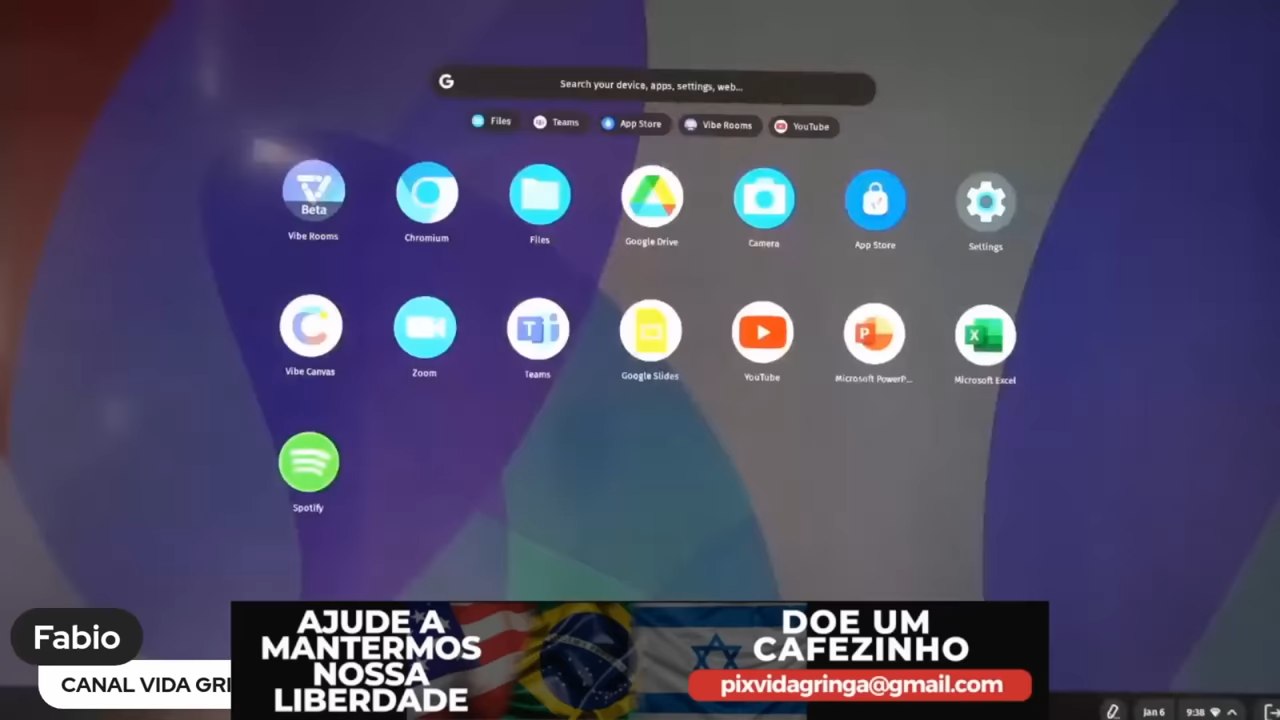 G
Search your device, apps, settings, web...
Files
Teams
App Store
Vibe Rooms
YouTube
Beta
Vibe Rooms
Chromium
Files
Google Drive
Camera
App Store
Settings
T
P
X
Vibe Canvas
Zoom
Teams
Google Slides
YouTube
Microsoft PowerP...
Microsoft Excel
Spotify
Fabio
CANAL VIDA GRI
AJUDE A
MANTERMOS
NOSSA
LIBERDADE
DOE UM
CAFEZINHO
pixvidagringa@gmail.com
Jan 6
9:38